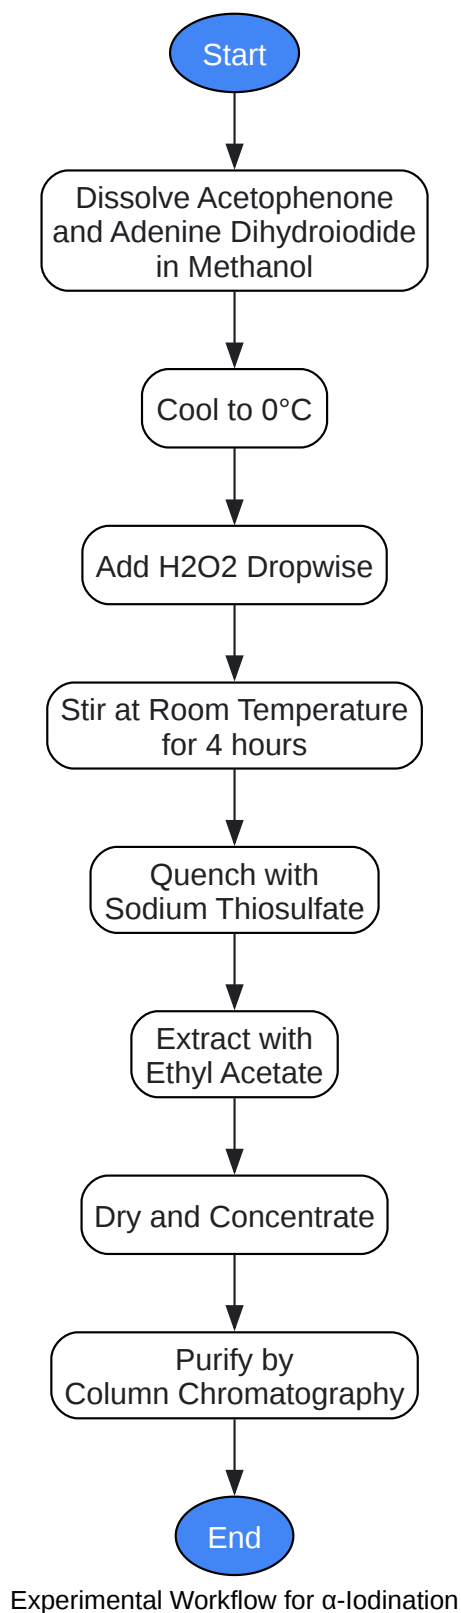 Start
Dissolve Acetophenone
and Adenine Dihydroiodide
in Methanol
Cool to 0°C
Add H2O2 Dropwise
Stir at Room Temperature
for 4 hours
Quench with
Sodium Thiosulfate
Extract with
Ethyl Acetate
Dry and Concentrate
Purify by
Column Chromatography
End
Experimental Workflow for α-Iodination